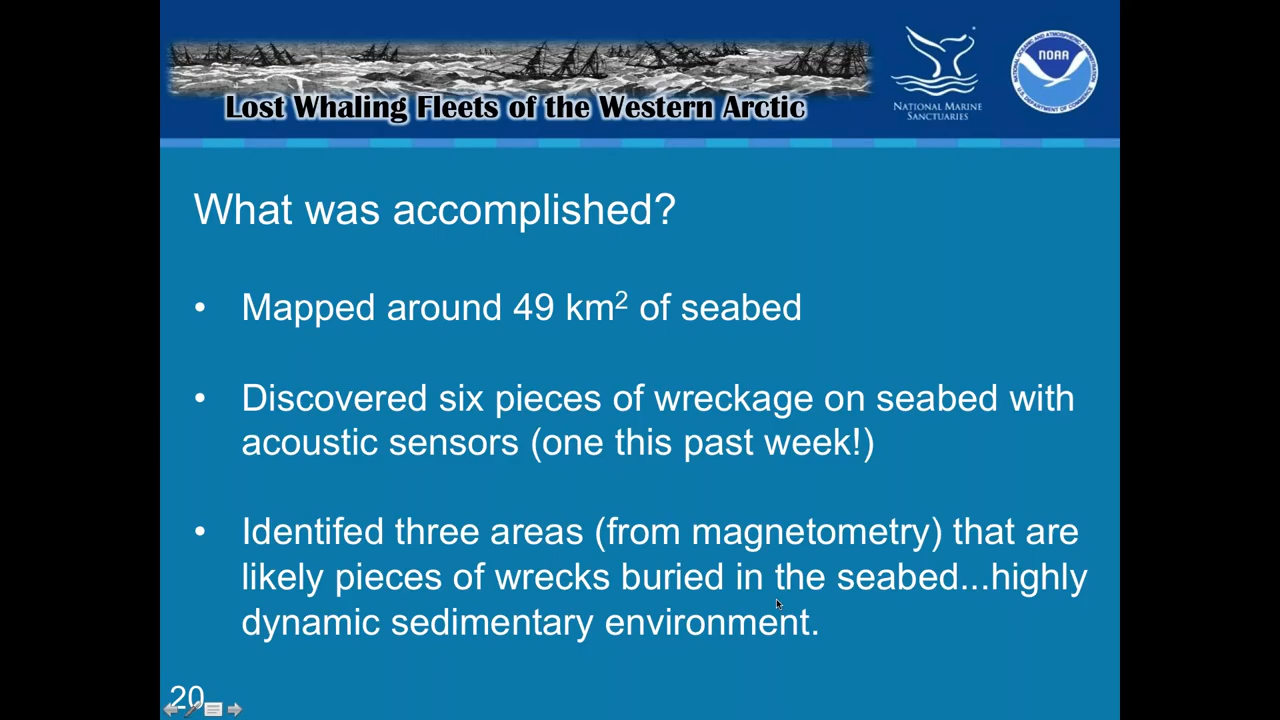 Lost Whaling Fleets of the Western Arctic
NATIONAL MARINE
SANCTUARIES
NOAA
What was accomplished?
• Mapped around 49 km² of seabed
• Discovered six pieces of wreckage on seabed with
acoustic sensors (one this past week!)
• Identifed three areas (from magnetometry) that are
likely pieces of wrecks buried in the seabed...highly
dynamic sedimentary environment.
20